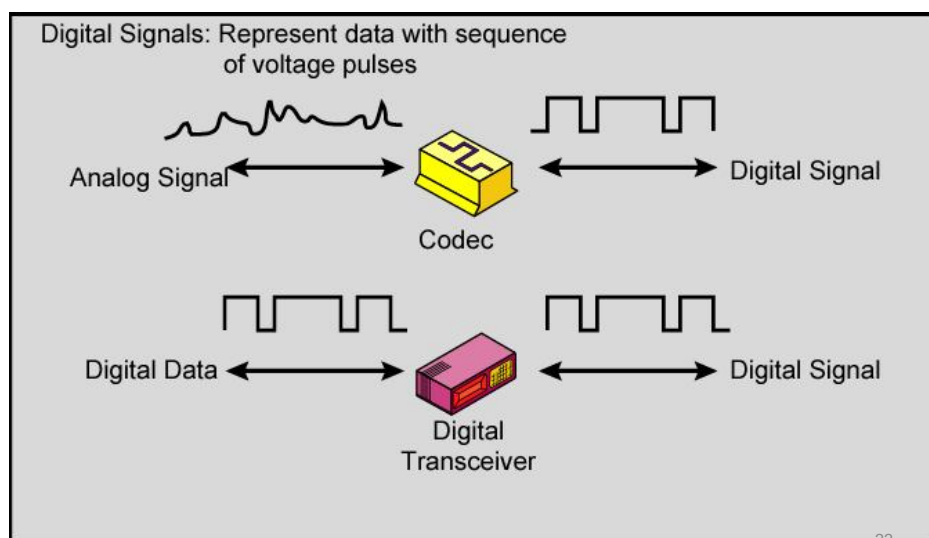 Digital Signals: Represent data with sequence
of voltage pulses
Analog Signal
Digital Signal
Codec
Digital Data
Digital Signal
Digital
Transceiver